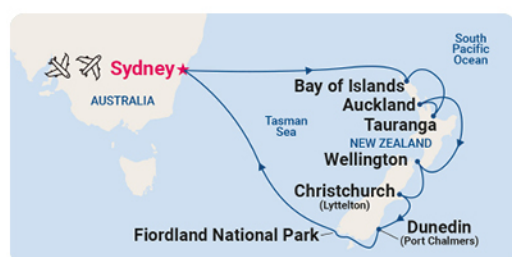 South
Pacific
Ocean
Sydney
Bay of Islands
AUSTRALIA
Auckland
Tasman
Sea
Tauranga
NEW ZEALAND
Wellington
Christchurch
(Lyttelton)
Dunedin
(Port Chalmers)
Fiordland National Park